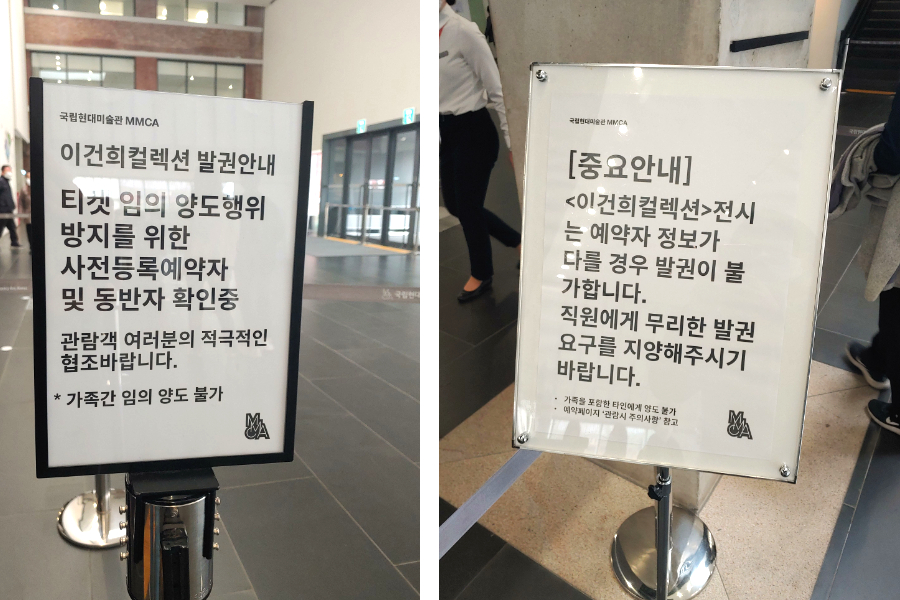 국립현대미술관 MMCA
이건희컬렉션 발권안내
티켓 임의 양도행위
방지를 위한
사전등록예약자
및 동반자 확인중
관람객 여러분의 적극적인
협조바랍니다.
* 가족간 임의 양도 불가
MMCA
국립현대미술관 MMCA
[중요안내]
<이건희컬렉션>전시
는 예약자 정보가
다를 경우 발권이 불
가합니다.
직원에게 무리한 발권
요구를 지양해주시기
바랍니다.
• 가족을 포함한 타인에게 양도 불가
• 예약페이지 '관람시 주의사항' 참고
MMCA